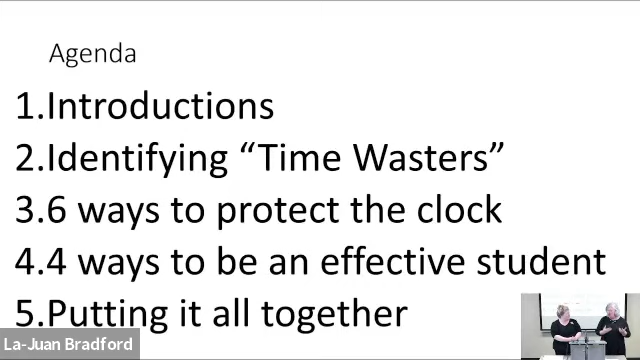 Agenda
1.Introductions
2.Identifying “Time Wasters”
3.6 ways to protect the clock
4.4 ways to be an effective student
5.Putting it all together
La-Juan Bradford